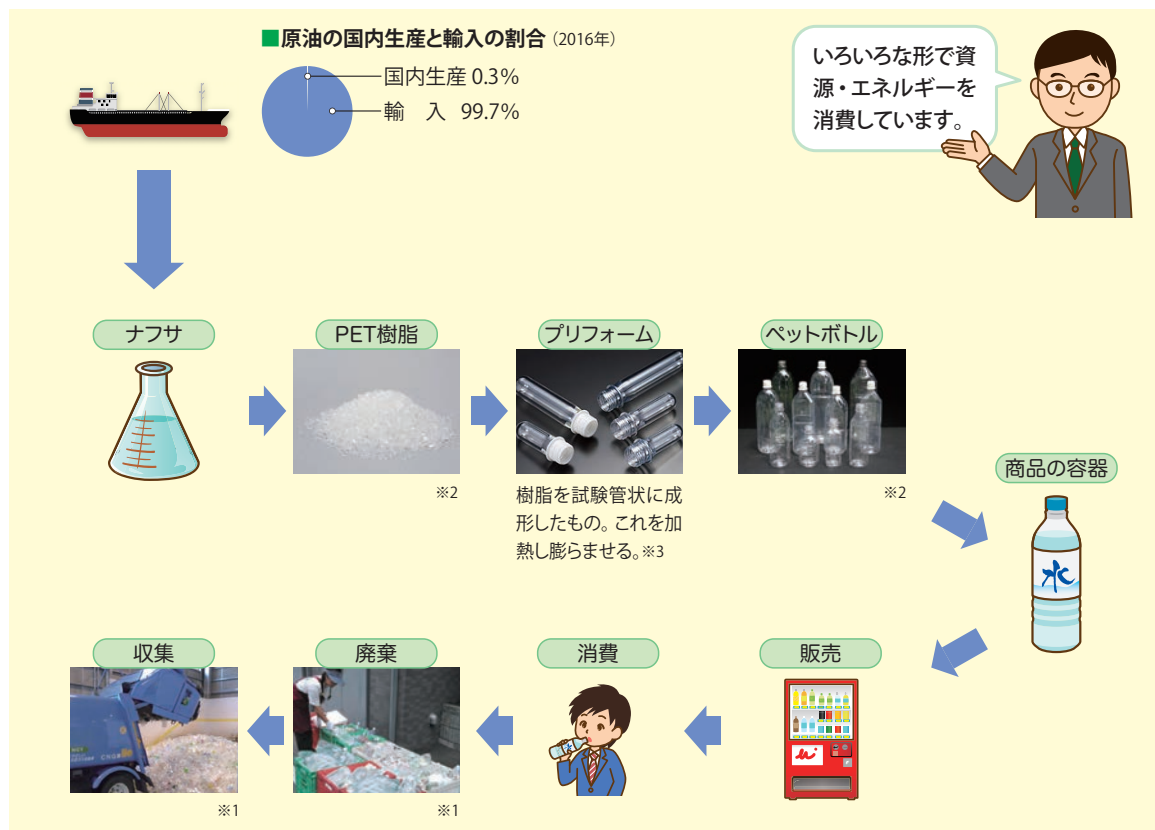 ■原油の国内生産と輸入の割合（2016年）
国内生産 0.3%
輸　入 99.7%
いろいろな形で資
源・エネルギーを
消費しています。
ナフサ
PET樹脂
プリフォーム
ペットボトル
※2
樹脂を試験管状に成
形したもの。これを加
熱し膨らませる。※3
※2
商品の容器
水
収集
廃棄
消費
販売
水
※1
※1